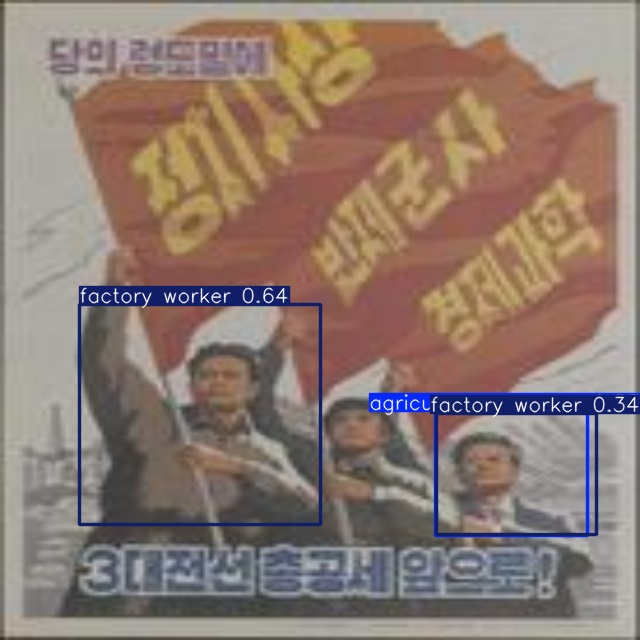 당의 령도밑에
정치사상
반제군사
경제과학
factory worker 0.64
agricu
factory worker 0.34
3대전선 총공세 앞으로!